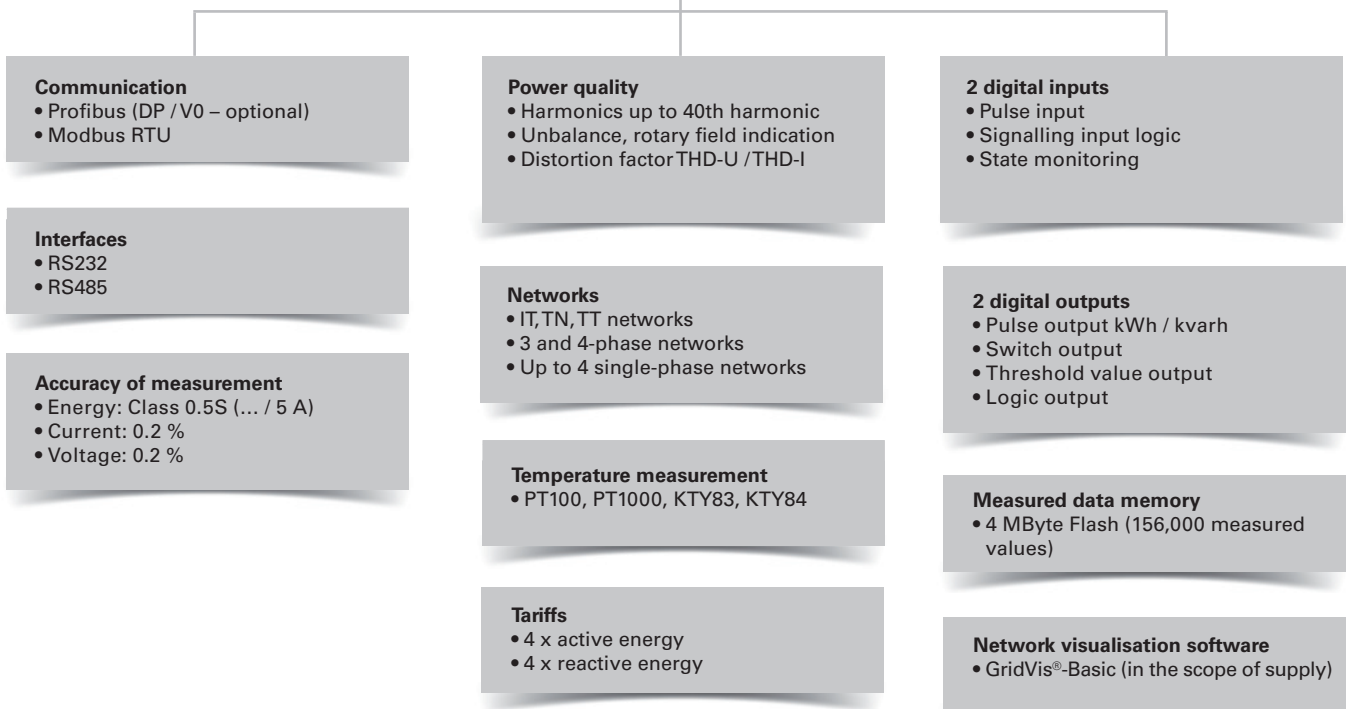 Communication
• Profibus (DP / V0 – optional)
• Modbus RTU
Interfaces
• RS232
• RS485
Accuracy of measurement
• Energy: Class 0.5S (… / 5 A)
• Current: 0.2 %
• Voltage: 0.2 %
Power quality
• Harmonics up to 40th harmonic
• Unbalance, rotary field indication
• Distortion factor THD-U / THD-I
Networks
• IT, TN, TT networks
• 3 and 4-phase networks
• Up to 4 single-phase networks
Temperature measurement
• PT100, PT1000, KTY83, KTY84
Tariffs
• 4 x active energy
• 4 x reactive energy
2 digital inputs
• Pulse input
• Signalling input logic
• State monitoring
2 digital outputs
• Pulse output kWh / kvarh
• Switch output
• Threshold value output
• Logic output
Measured data memory
• 4 MByte Flash (156,000 measured
values)
Network visualisation software
• GridVis®-Basic (in the scope of supply)